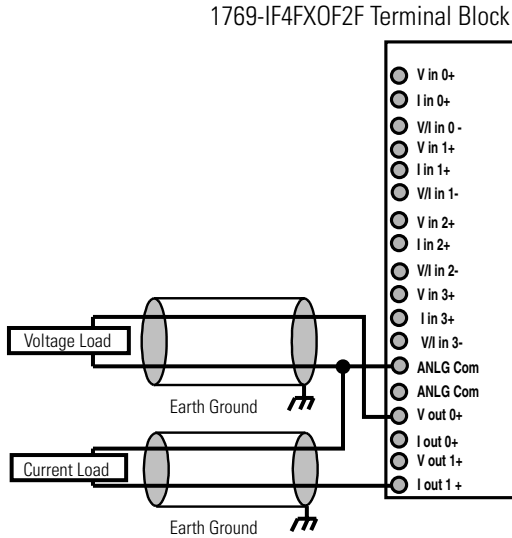 1769-IF4FXOF2F Terminal Block
V in 0+
I in 0+
V/I in 0 -
V in 1+
I in 1+
V/I in 1-
V in 2+
I in 2+
V/I in 2-
V in 3+
I in 3+
V/I in 3-
Voltage Load
ANLG Com
ANLG Com
Earth Ground
V out 0+
I out 0+
V out 1+
Current Load
I out 1 +
Earth Ground